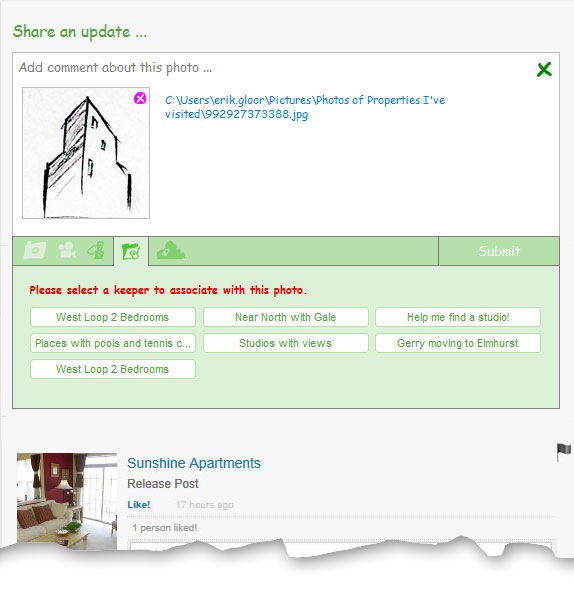 Share an update ...
Add comment about this photo ...
C:\Users\erik.gloor\Pictures\Photos of Properties I've
visited\992927373388.jpg
Submit
Please select a keeper to associate with this photo.
West Loop 2 Bedrooms
Near North with Gale
Help me find a studio!
Places with pools and tennis c...
Studios with views
Gerry moving to Elmhurst
West Loop 2 Bedrooms
Sunshine Apartments
Release Post
Like! 17 hours ago
1 person liked!